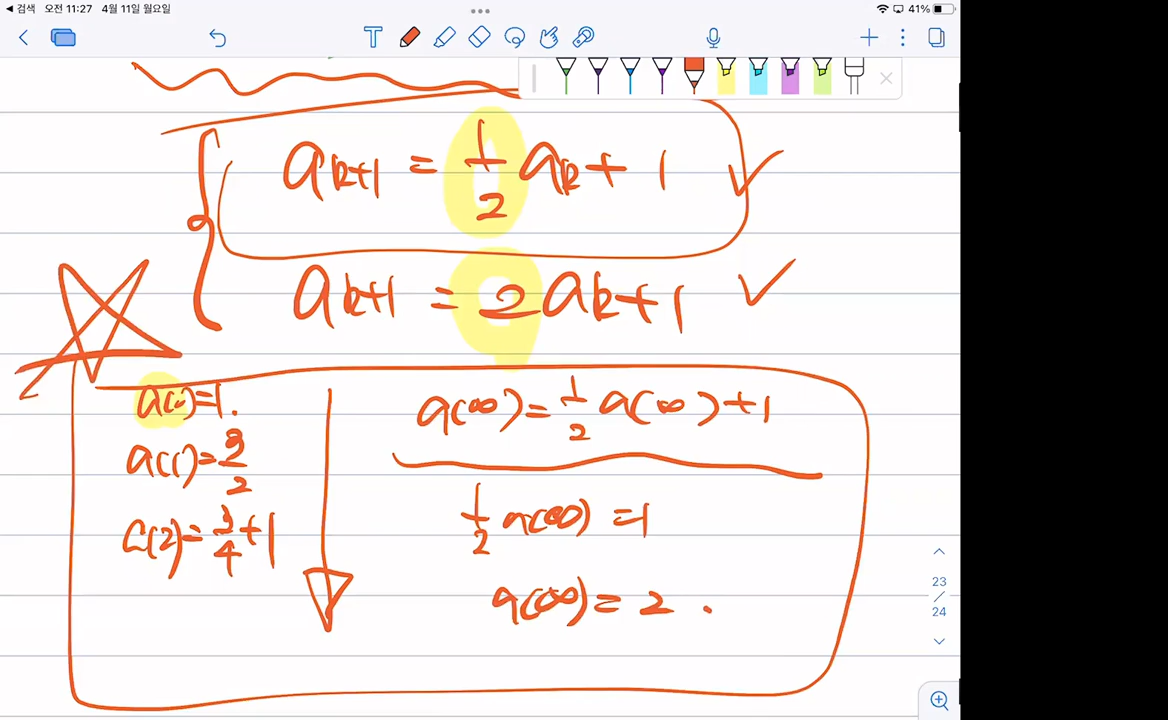 ◀ 검색 오전 11:27 4월 11일 월요일 41%
T
a_{k+1} = 1/2 a_k + 1 ✓
a_{k+1} = 2 a_k + 1 ✓
a(0)=1.
a(1)=3/2
a(2)=3/4+1
a(∞)=1/2 a(∞)+1
1/2 a(∞)=1
a(∞)=2.
23
/
24